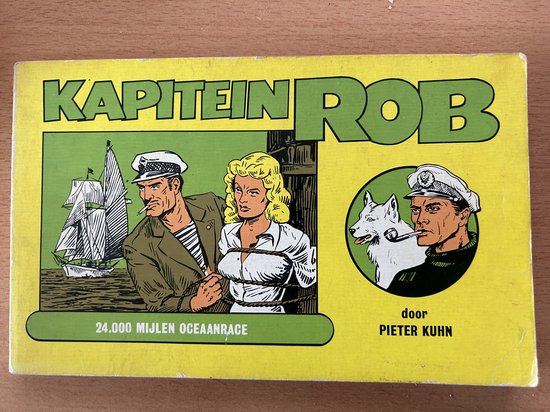 KAPITEIN ROB
24.000 MIJLEN OCEAANRACE
door
PIETER KUHN